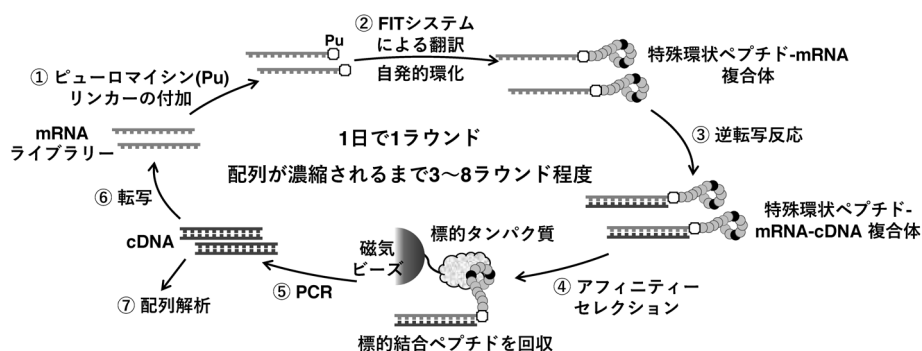 ① ピューロマイシン(Pu)
リンカーの付加
Pu
② FITシステム
による翻訳
自発的環化
特殊環状ペプチド-mRNA
複合体
③ 逆転写反応
mRNA
ライブラリー
1日で1ラウンド
配列が濃縮されるまで3〜8ラウンド程度
⑥ 転写
特殊環状ペプチド-
mRNA-cDNA 複合体
cDNA
磁気
ビーズ
標的タンパク質
④ アフィニティー
セレクション
⑤ PCR
⑦ 配列解析
標的結合ペプチドを回収